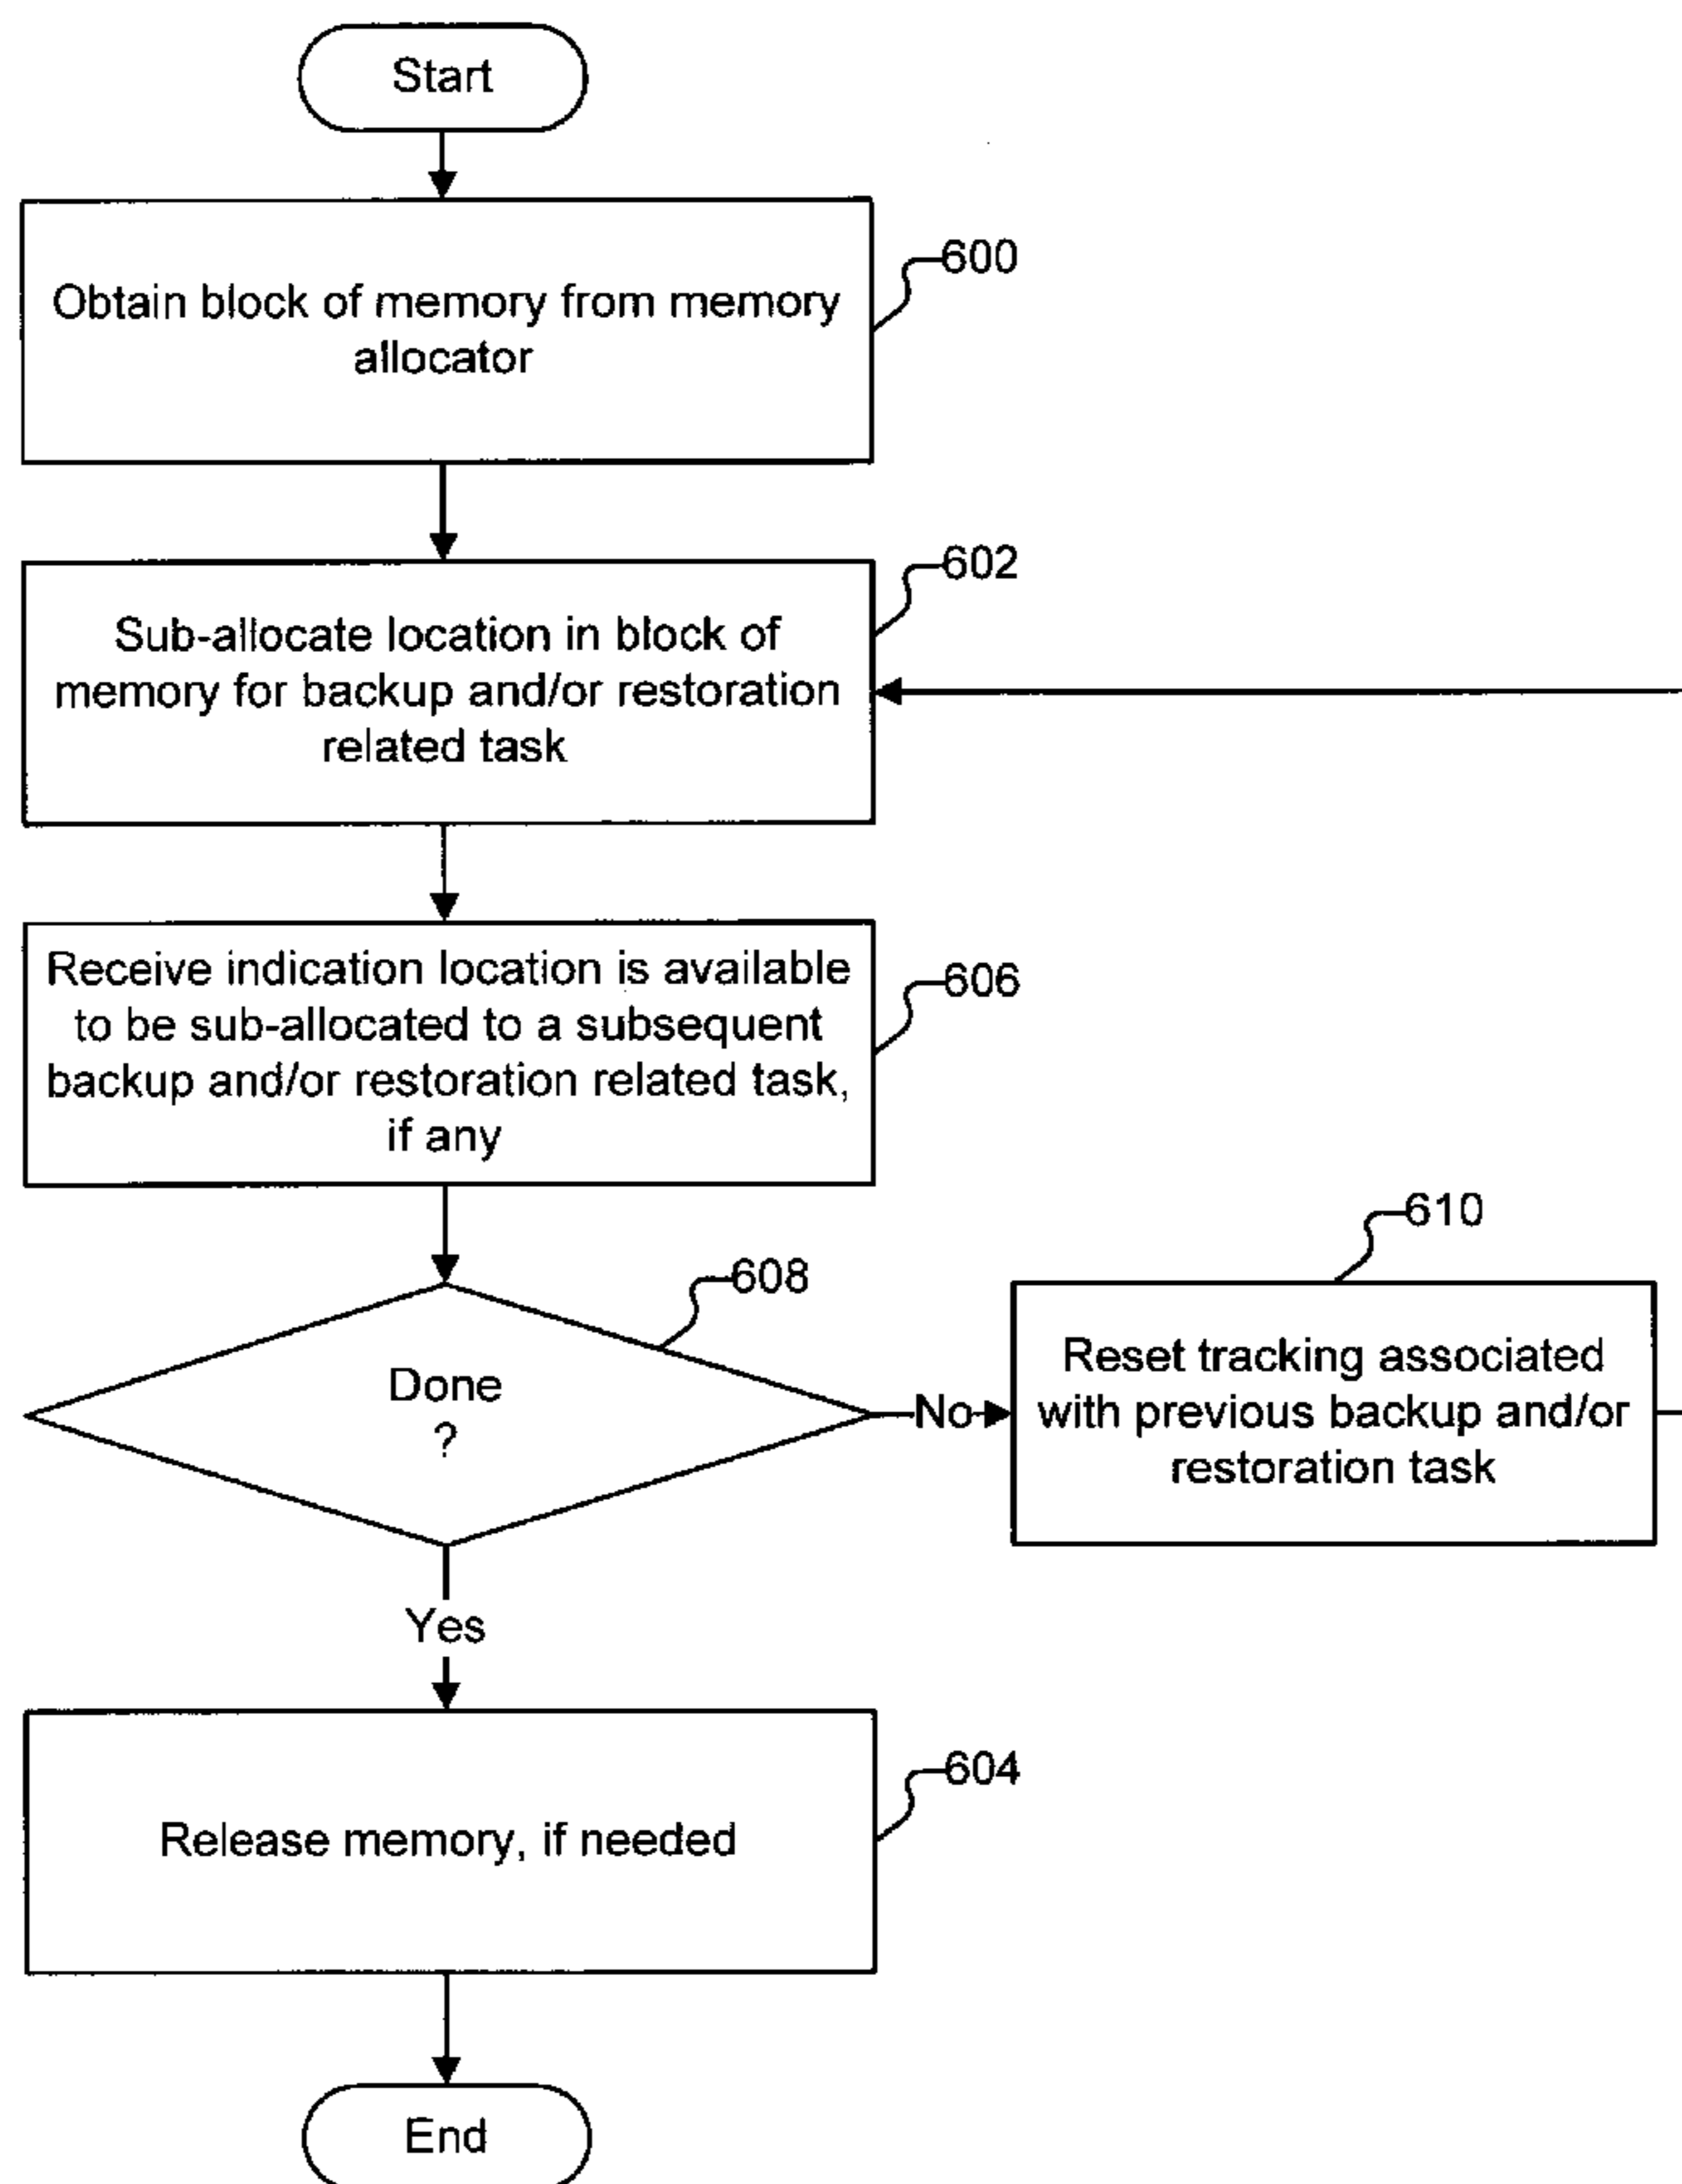 Start
600
Obtain block of memory from memory
allocator
602
Sub-allocate location in block of
memory for backup and/or restoration
related task
606
Receive indication location is available
to be sub-allocated to a subsequent
backup and/or restoration related task,
if any
608
Done
?
No
610
Reset tracking associated
with previous backup and/or
restoration task
Yes
604
Release memory, if needed
End